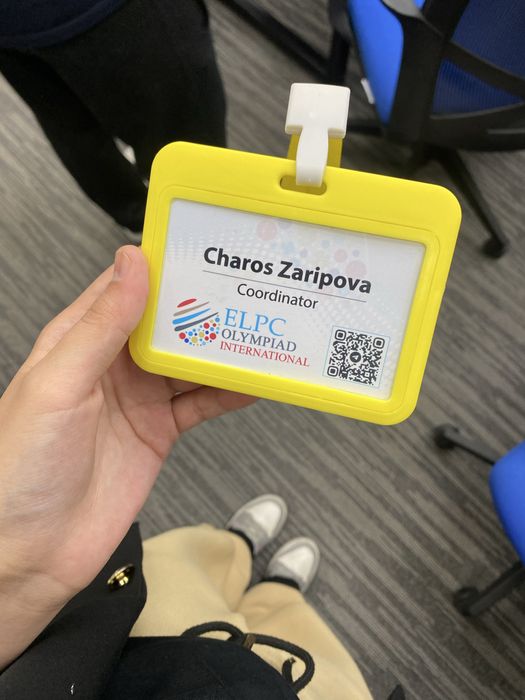 Charos Zaripova
Coordinator
ELPC
OLYMPIAD
INTERNATIONAL